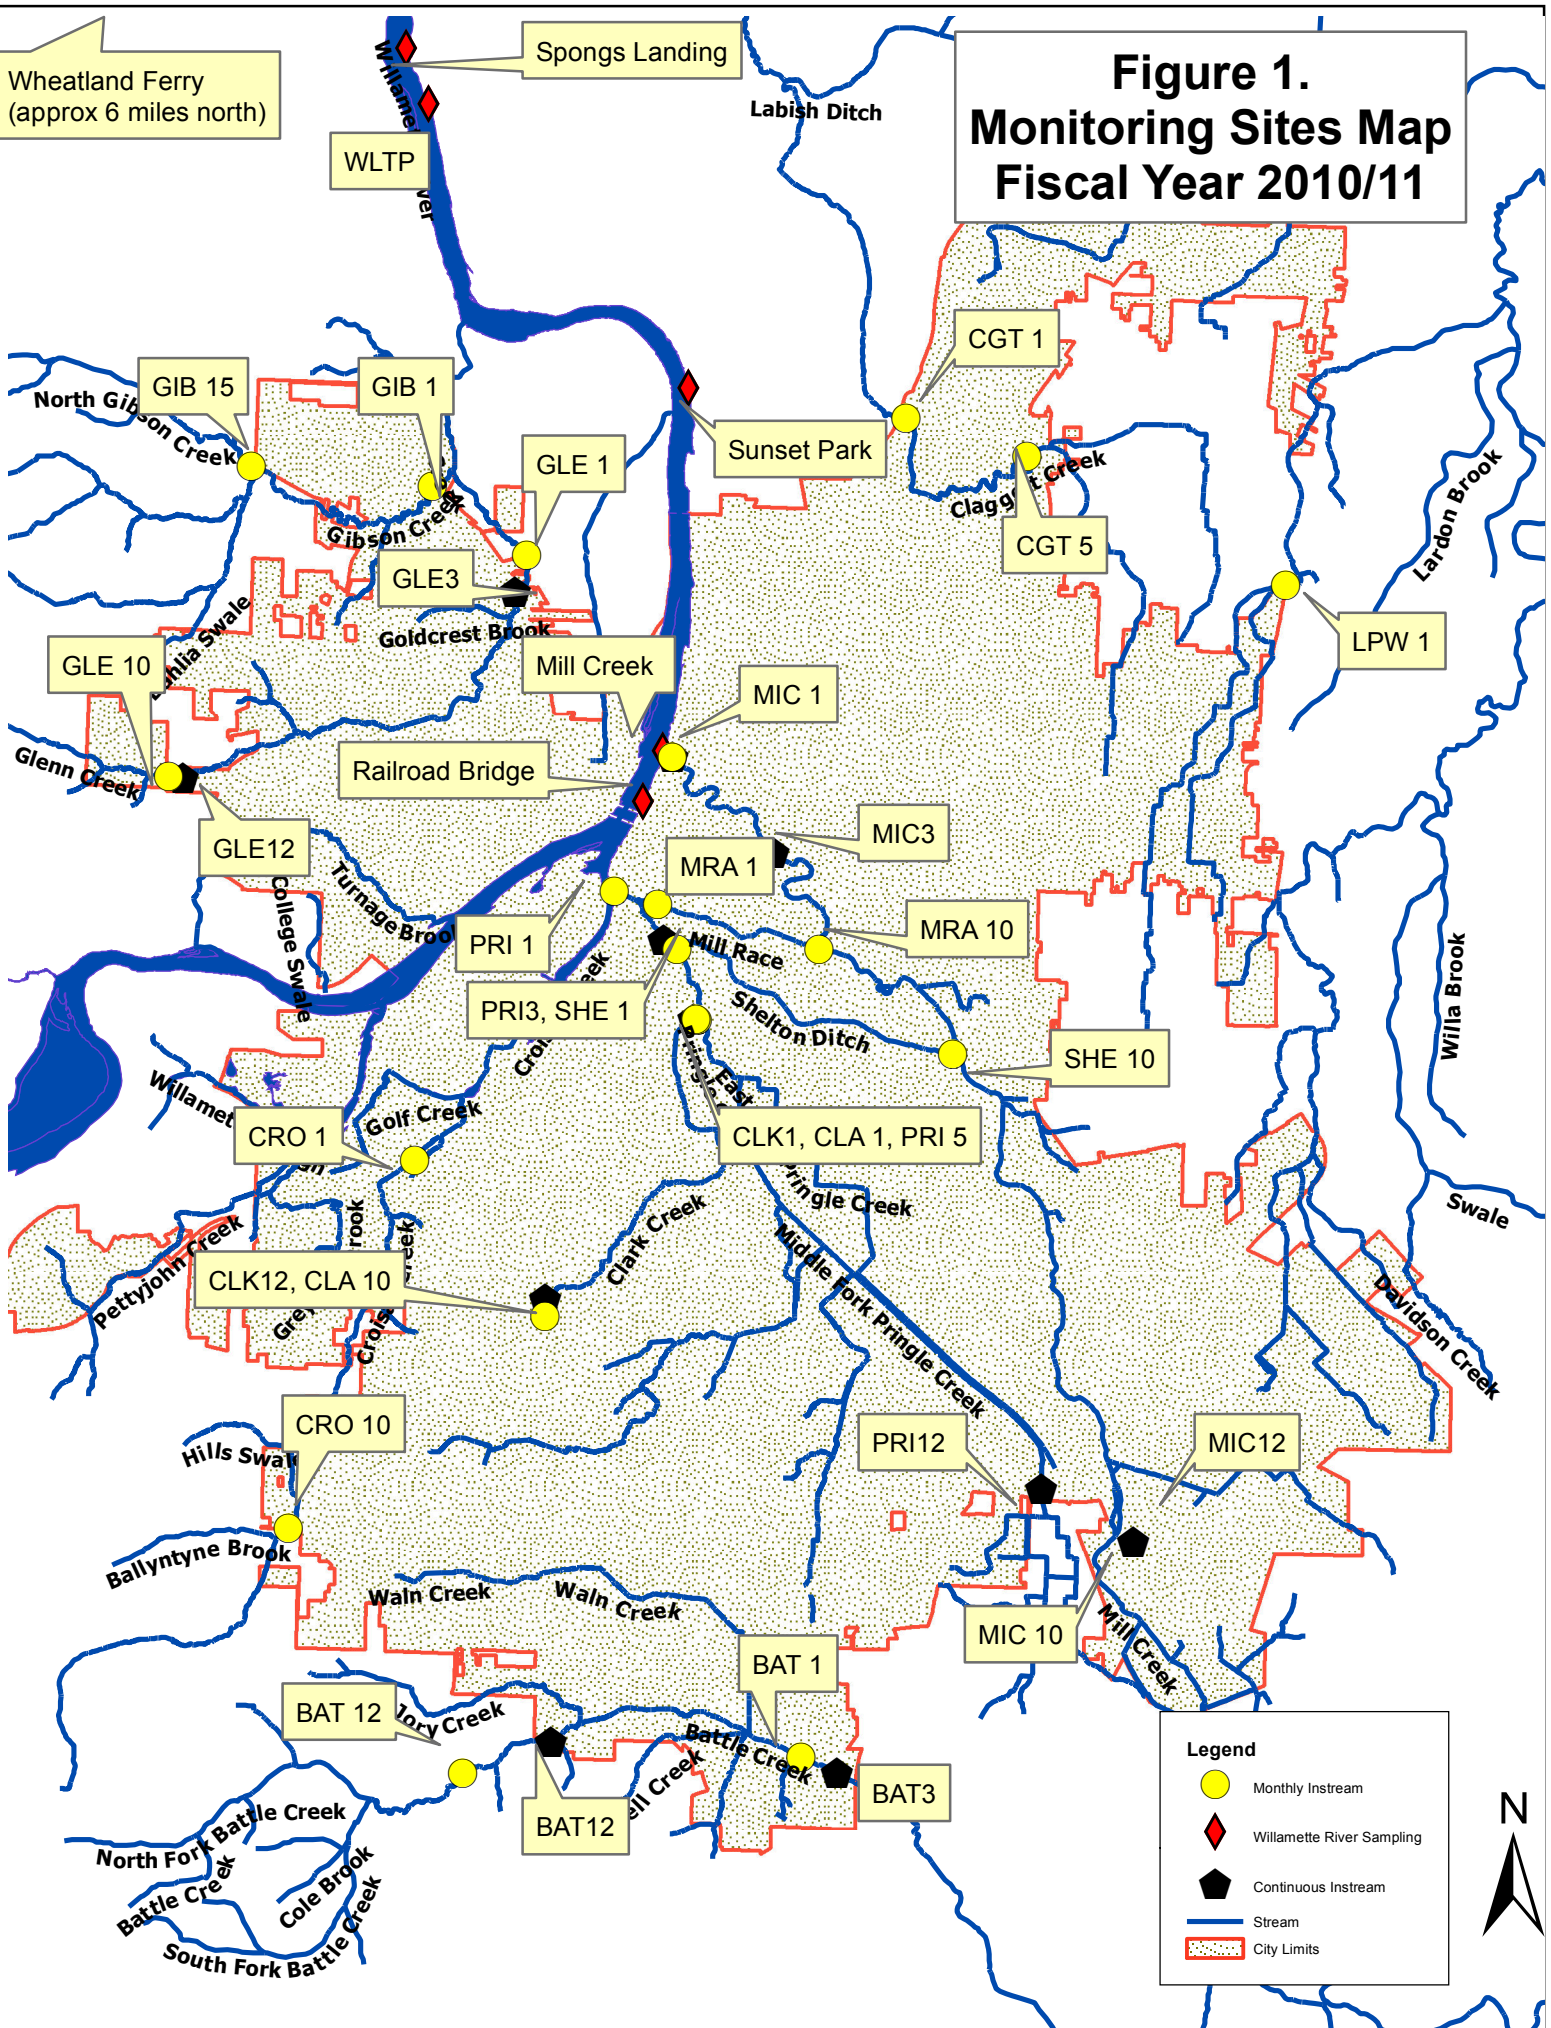 Figure 1.
Monitoring Sites Map
Fiscal Year 2010/11
Wheatland Ferry
(approx 6 miles north)
Spongs Landing
WLTP
Labish Ditch
CGT 1
GIB 15
GIB 1
North Gibson Creek
GLE 1
Sunset Park
Claggot Creek
CGT 5
Gibson Creek
Lardon Brook
GLE3
Goldcrest Brook
LPW 1
GLE 10
Mill Creek
MIC 1
Glenn Creek
Railroad Bridge
MIC3
GLE12
MRA 1
College Swale
Turnage Brook
PRI 1
MRA 10
Mill Race
PRI3, SHE 1
Shelton Ditch
Willa Brook
SHE 10
East
Golf Creek
CRO 1
CLK1, CLA 1, PRI 5
Pringle Creek
Swale
Clark Creek
Middle Fork Pringle Creek
Pettyjohn Creek
CLK12, CLA 10
Davidson Creek
CRO 10
PRI12
MIC12
Hills Swale
Ballyntyne Brook
Waln Creek
Waln Creek
MIC 10
Mill Creek
BAT 1
BAT 12
Jory Creek
Battle Creek
BAT3
BAT12
North Fork Battle Creek
Battle Creek
Cole Brook
South Fork Battle Creek
Legend
Monthly Instream
Willamette River Sampling
Continuous Instream
Stream
City Limits
N